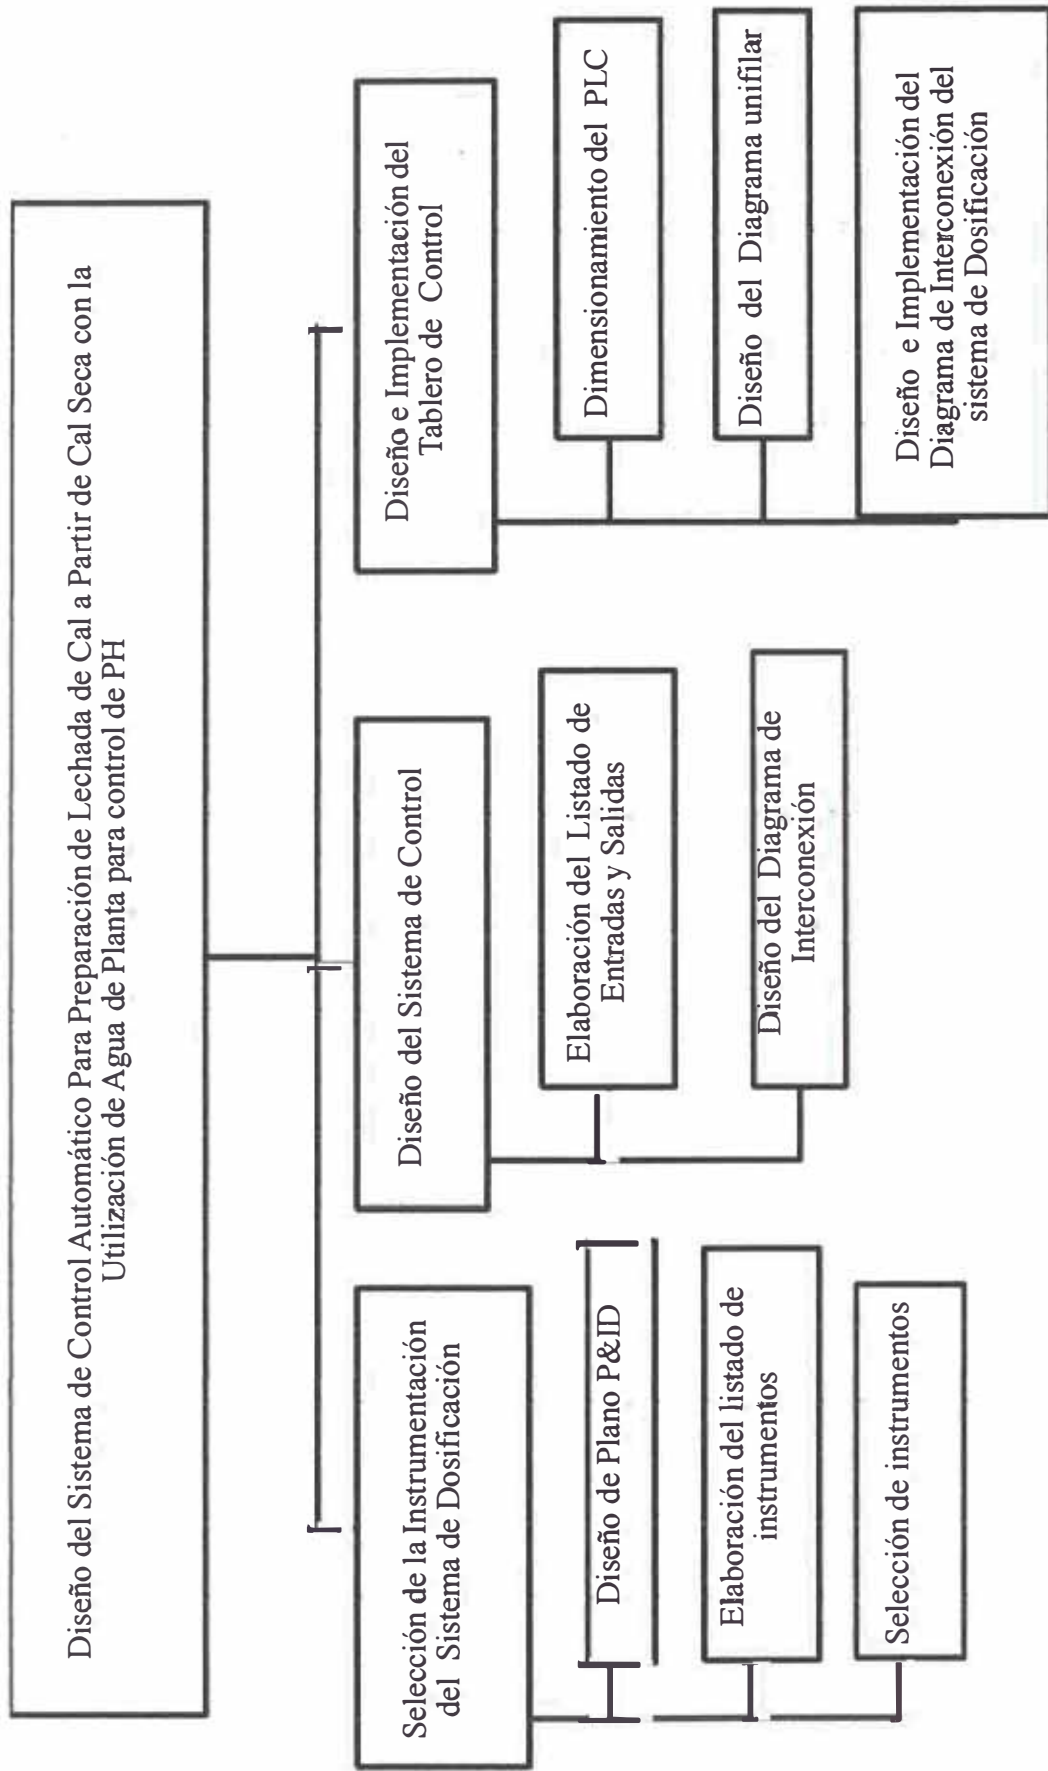 Diseño del Sistema de Control Automático Para Preparación de Lechada de Cal a Partir de Cal Seca con la
Utilización de Agua de Planta para control de PH
Selección de la Instrumentación
del Sistema de Dosificación
Diseño de Plano P&ID
Elaboración del listado de
instrumentos
Selección de instrumentos
Diseño del Sistema de Control
Elaboración del Listado de
Entradas y Salidas
Diseño del Diagrama de
Interconexión
Diseño e Implementación del
Tablero de Control
Dimensionamiento del PLC
Diseño del Diagrama unifilar
Diseño e Implementación del
Diagrama de Interconexión del
sistema de Dosificación